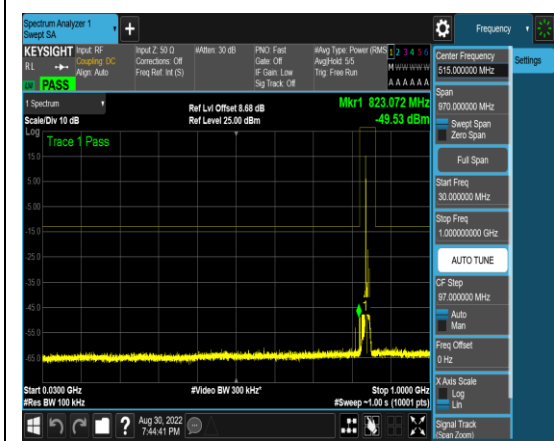 Spectrum Analyzer 1
Swept SA
+
Frequency
KEYSIGHT
RL
PASS
Input: RF
Coupling: DC
Align: Auto
Input Z: 50 Ω
Corrections: Off
Freq Ref: Int (S)
#Atten: 30 dB
PNO: Fast
Gate: Off
IF Gain: Low
Sig Track: Off
#Avg Type: Power (RMS
Avg|Hold: 5/5
Trig: Free Run
1 2 3 4 5 6
M W W W W W
A A A A A A
1 Spectrum
Scale/Div 10 dB
Ref Lvl Offset 8.68 dB
Ref Level 25.00 dBm
Mkr1 823.072 MHz
-49.53 dBm
Log
Trace 1 Pass
15.0
5.00
-5.00
-15.0
-25.0
-35.0
-45.0
-55.0
-65.0
1
Start 0.0300 GHz
#Res BW 100 kHz
#Video BW 300 kHz*
Stop 1.0000 GHz
#Sweep ~1.00 s (10001 pts)
Center Frequency
515.000000 MHz
Settings
Span
970.000000 MHz
Swept Span
Zero Span
Full Span
Start Freq
30.000000 MHz
Stop Freq
1.000000000 GHz
AUTO TUNE
CF Step
97.000000 MHz
Auto
Man
Freq Offset
0 Hz
X Axis Scale
Log
Lin
Signal Track
(Span Zoom)
?
Aug 30, 2022
7:44:41 PM